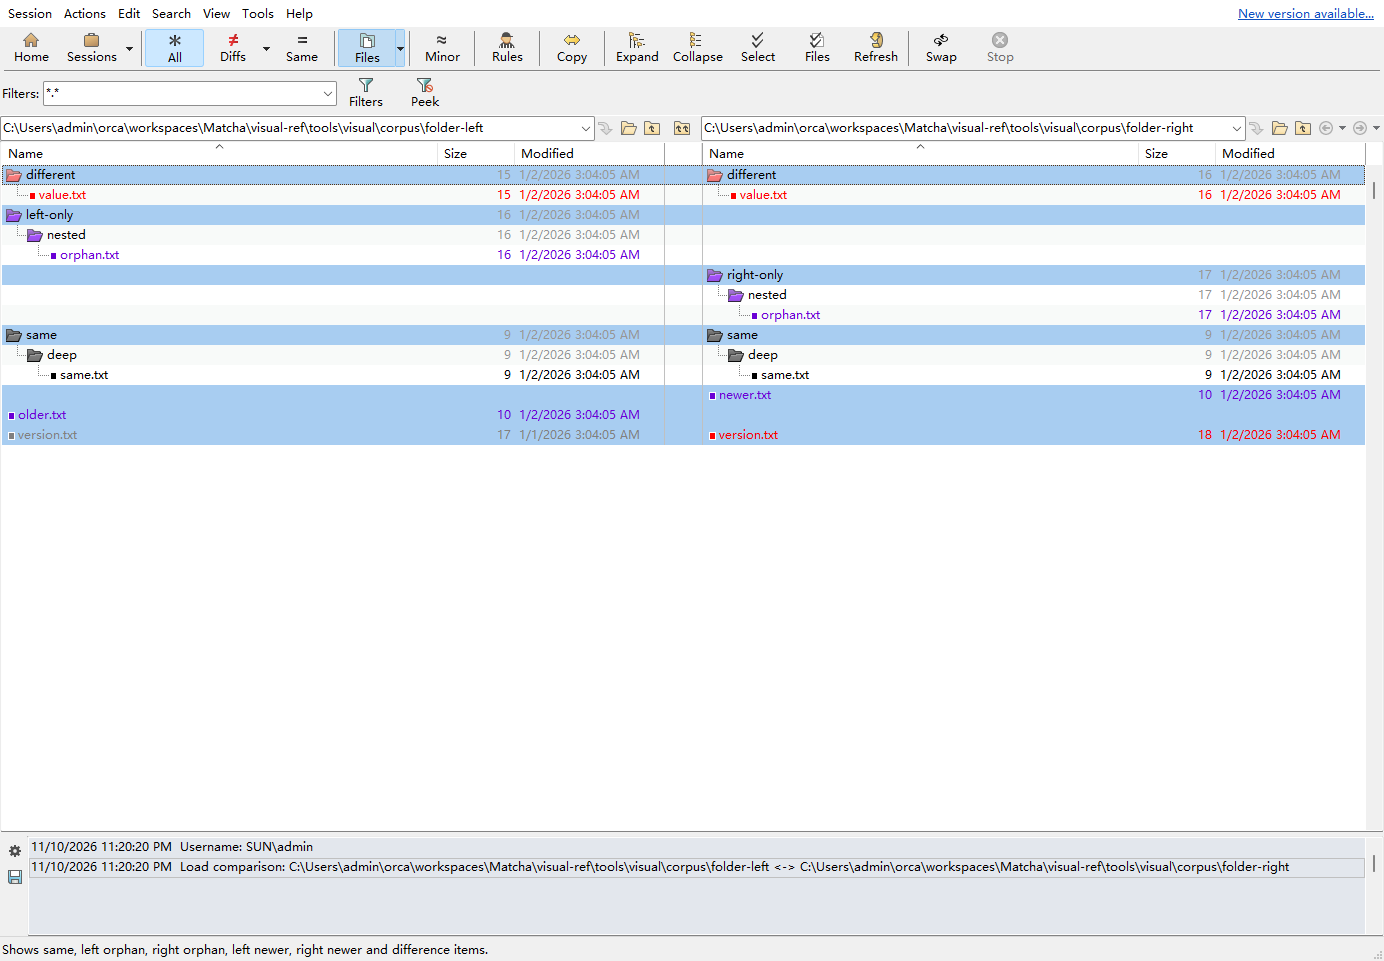 Session Actions Edit Search View Tools Help New version available...
Home Sessions All Diffs Same Files Minor Rules Copy Expand Collapse Select Files Refresh Swap Stop
Filters: *.* Filters Peek
C:\Users\admin\orca\workspaces\Matcha\visual-ref\tools\visual\corpus\folder-left C:\Users\admin\orca\workspaces\Matcha\visual-ref\tools\visual\corpus\folder-right
Name Size Modified Name Size Modified
different 15 1/2/2026 3:04:05 AM different 16 1/2/2026 3:04:05 AM
value.txt 15 1/2/2026 3:04:05 AM value.txt 16 1/2/2026 3:04:05 AM
left-only 16 1/2/2026 3:04:05 AM
nested 16 1/2/2026 3:04:05 AM
orphan.txt 16 1/2/2026 3:04:05 AM
right-only 17 1/2/2026 3:04:05 AM
nested 17 1/2/2026 3:04:05 AM
orphan.txt 17 1/2/2026 3:04:05 AM
same 9 1/2/2026 3:04:05 AM same 9 1/2/2026 3:04:05 AM
deep 9 1/2/2026 3:04:05 AM deep 9 1/2/2026 3:04:05 AM
same.txt 9 1/2/2026 3:04:05 AM same.txt 9 1/2/2026 3:04:05 AM
newer.txt 10 1/2/2026 3:04:05 AM
older.txt 10 1/2/2026 3:04:05 AM
version.txt 17 1/1/2026 3:04:05 AM version.txt 18 1/2/2026 3:04:05 AM
11/10/2026 11:20:20 PM Username: SUN\admin
11/10/2026 11:20:20 PM Load comparison: C:\Users\admin\orca\workspaces\Matcha\visual-ref\tools\visual\corpus\folder-left <-> C:\Users\admin\orca\workspaces\Matcha\visual-ref\tools\visual\corpus\folder-right
Shows same, left orphan, right orphan, left newer, right newer and difference items.